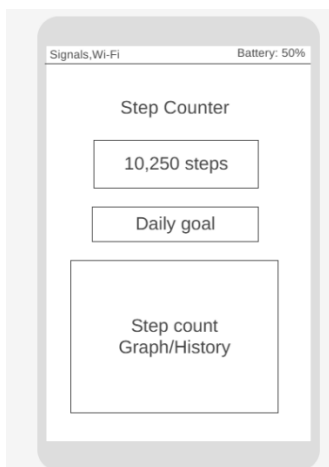 Signals,Wi-Fi Battery: 50%
Step Counter
10,250 steps
Daily goal
Step count
Graph/History